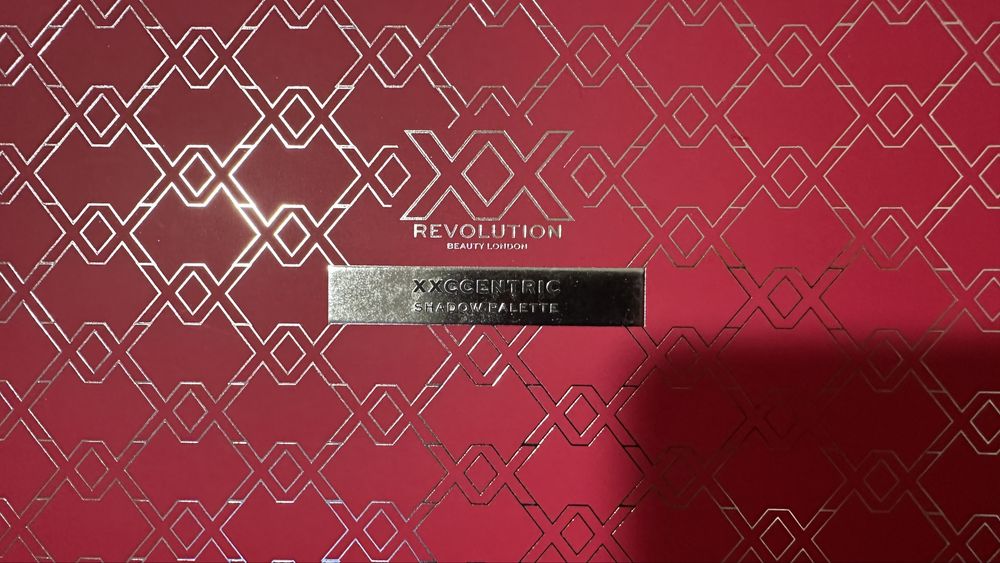 XX
REVOLUTION
BEAUTY LONDON
XXCCENTRIC
SHADOW PALETTE